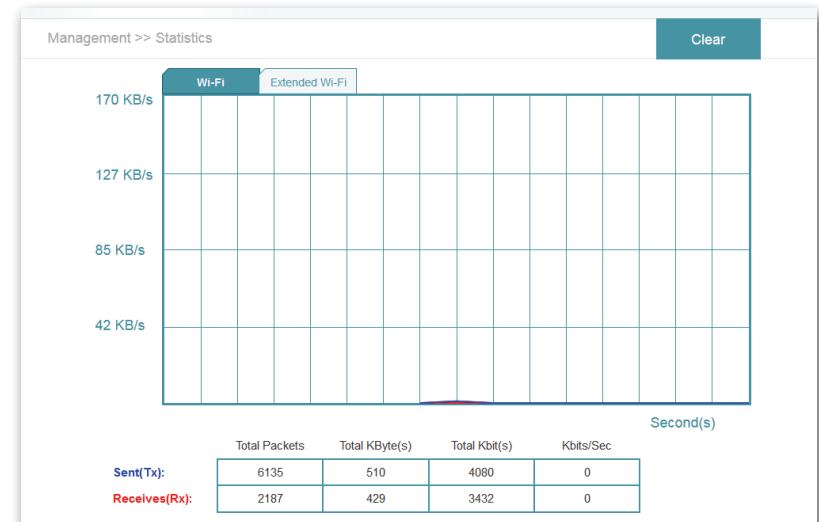 Management >> Statistics
Clear
Wi-Fi
Extended Wi-Fi
170 KB/s
127 KB/s
85 KB/s
42 KB/s
Second(s)
Total Packets Total KByte(s) Total Kbit(s) Kbits/Sec
Sent(Tx): 6135 510 4080 0
Receives(Rx): 2187 429 3432 0